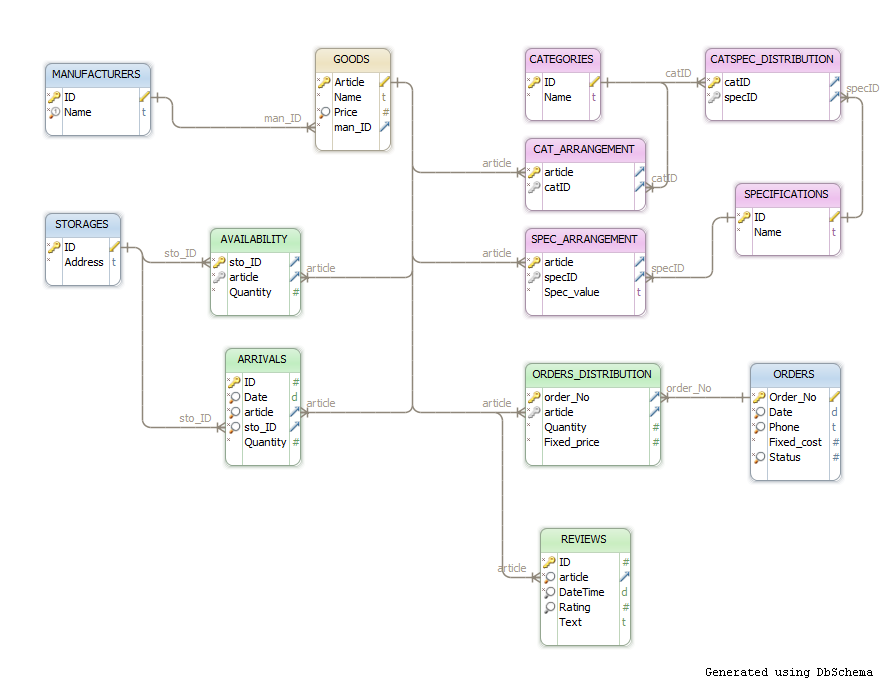 MANUFACTURERS
ID
Name t
man_ID
GOODS
Article
Name t
Price #
man_ID
CATEGORIES
ID
Name t
catID
CATSPEC_DISTRIBUTION
catID
specID
specID
CAT_ARRANGEMENT
article
catID
article
catID
SPECIFICATIONS
ID
Name t
STORAGES
ID
Address t
sto_ID
AVAILABILITY
sto_ID
article
Quantity #
article
article
SPEC_ARRANGEMENT
article
specID
Spec_value t
specID
ARRIVALS
ID #
Date d
article
sto_ID
Quantity #
sto_ID
article
article
ORDERS_DISTRIBUTION
order_No
article
Quantity #
Fixed_price #
order_No
ORDERS
Order_No
Date d
Phone t
Fixed_cost #
Status #
article
REVIEWS
ID #
article
DateTime d
Rating #
Text t
Generated using DbSchema